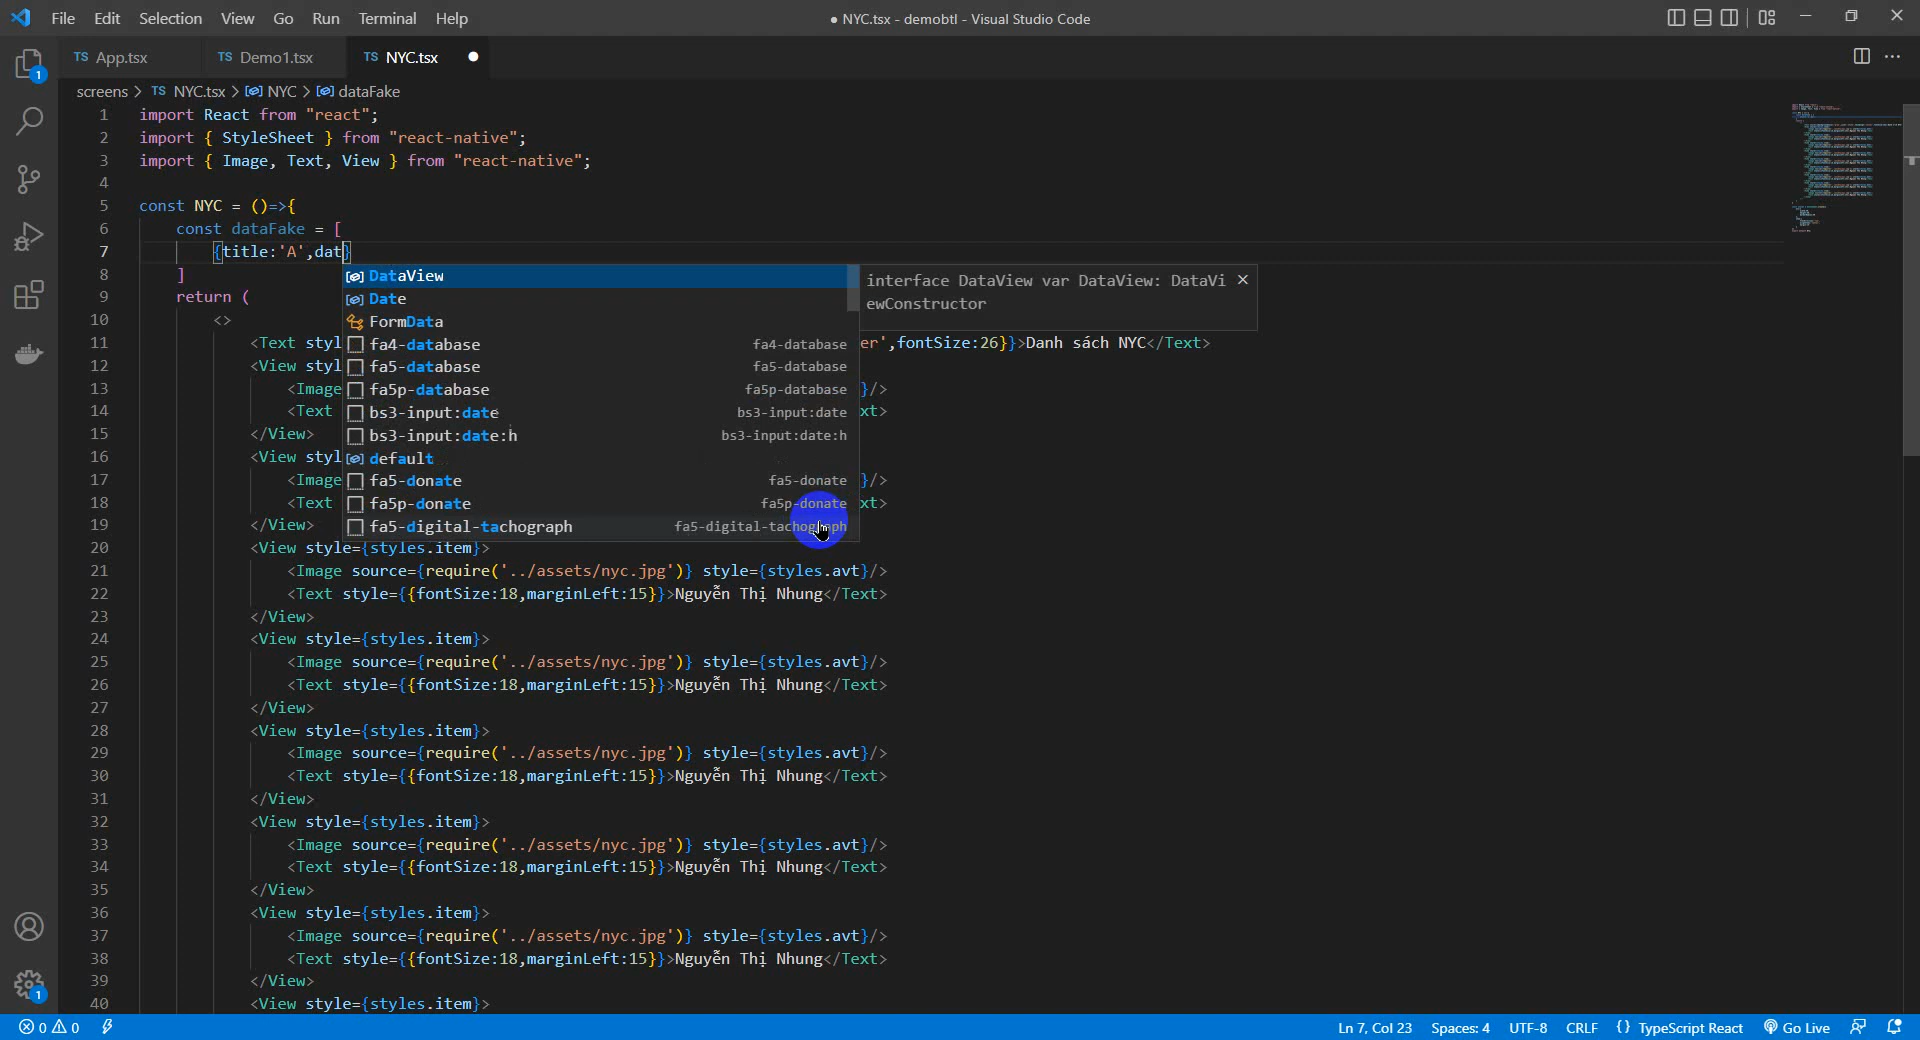 File Edit Selection View Go Run Terminal Help
● NYC.tsx - demobtl - Visual Studio Code
1
TS App.tsx
TS Demo1.tsx
TS NYC.tsx ●
screens > TS NYC.tsx > NYC > dataFake
1 import React from "react";
2 import { StyleSheet } from "react-native";
3 import { Image, Text, View } from "react-native";
4
5 const NYC = ()=>{
6 const dataFake = [
7 {title:'A',dat}
8 ]
9 return (
10 <>
11 <Text styl er',fontSize:26}}>Danh sách NYC</Text>
12 <View styl
13 <Image }/>
14 <Text xt>
15 </View>
16 <View styl
17 <Image }/>
18 <Text xt>
19 </View>
20 <View style={styles.item}>
21 <Image source={require('../assets/nyc.jpg')} style={styles.avt}/>
22 <Text style={{fontSize:18,marginLeft:15}}>Nguyễn Thị Nhung</Text>
23 </View>
24 <View style={styles.item}>
25 <Image source={require('../assets/nyc.jpg')} style={styles.avt}/>
26 <Text style={{fontSize:18,marginLeft:15}}>Nguyễn Thị Nhung</Text>
27 </View>
28 <View style={styles.item}>
29 <Image source={require('../assets/nyc.jpg')} style={styles.avt}/>
30 <Text style={{fontSize:18,marginLeft:15}}>Nguyễn Thị Nhung</Text>
31 </View>
32 <View style={styles.item}>
33 <Image source={require('../assets/nyc.jpg')} style={styles.avt}/>
34 <Text style={{fontSize:18,marginLeft:15}}>Nguyễn Thị Nhung</Text>
35 </View>
36 <View style={styles.item}>
37 <Image source={require('../assets/nyc.jpg')} style={styles.avt}/>
38 <Text style={{fontSize:18,marginLeft:15}}>Nguyễn Thị Nhung</Text>
39 </View>
40 <View style={styles.item}>
DataView
Date
FormData
fa4-database fa4-database
fa5-database fa5-database
fa5p-database fa5p-database
bs3-input:date bs3-input:date
bs3-input:date:h bs3-input:date:h
default
fa5-donate fa5-donate
fa5p-donate fa5p-donate
fa5-digital-tachograph fa5-digital-tachograph
interface DataView var DataView: DataVi
ewConstructor
1
0 0
Ln 7, Col 23 Spaces: 4 UTF-8 CRLF {} TypeScript React Go Live